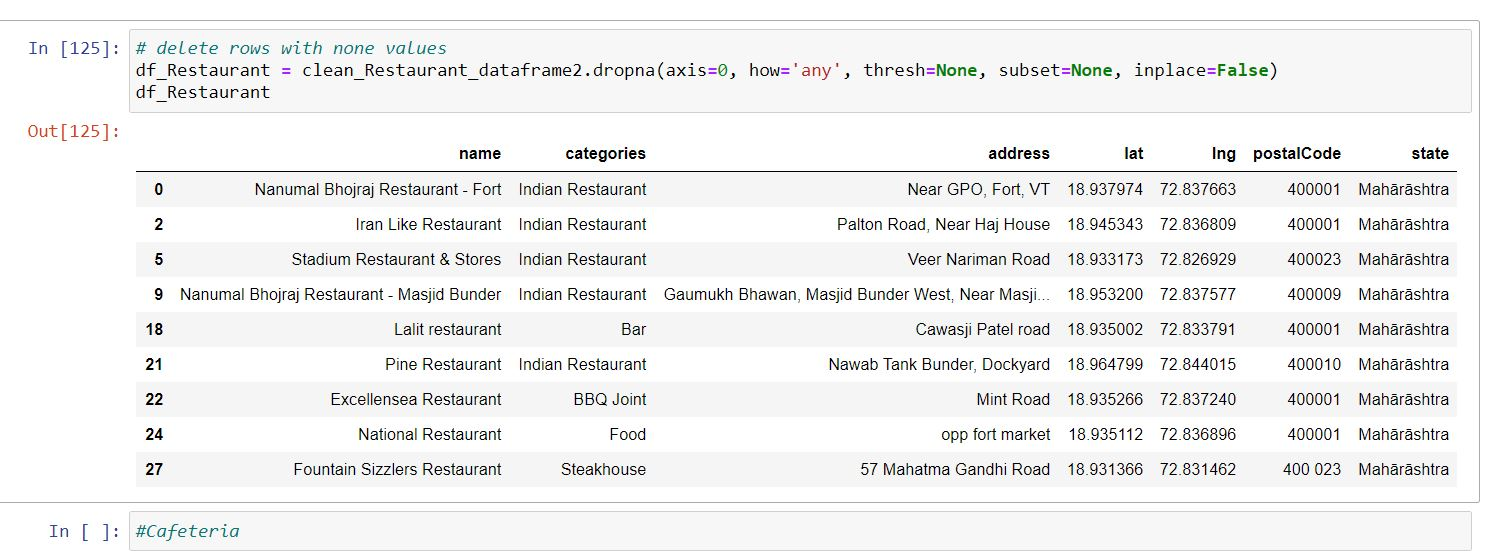 In [125]: # delete rows with none values
df_Restaurant = clean_Restaurant_dataframe2.dropna(axis=0, how='any', thresh=None, subset=None, inplace=False)
df_Restaurant
Out[125]:
name categories address lat lng postalCode state
0 Nanumal Bhojraj Restaurant - Fort Indian Restaurant Near GPO, Fort, VT 18.937974 72.837663 400001 Mahārāshtra
2 Iran Like Restaurant Indian Restaurant Palton Road, Near Haj House 18.945343 72.836809 400001 Mahārāshtra
5 Stadium Restaurant & Stores Indian Restaurant Veer Nariman Road 18.933173 72.826929 400023 Mahārāshtra
9 Nanumal Bhojraj Restaurant - Masjid Bunder Indian Restaurant Gaumukh Bhawan, Masjid Bunder West, Near Masji... 18.953200 72.837577 400009 Mahārāshtra
18 Lalit restaurant Bar Cawasji Patel road 18.935002 72.833791 400001 Mahārāshtra
21 Pine Restaurant Indian Restaurant Nawab Tank Bunder, Dockyard 18.964799 72.844015 400010 Mahārāshtra
22 Excellensea Restaurant BBQ Joint Mint Road 18.935266 72.837240 400001 Mahārāshtra
24 National Restaurant Food opp fort market 18.935112 72.836896 400001 Mahārāshtra
27 Fountain Sizzlers Restaurant Steakhouse 57 Mahatma Gandhi Road 18.931366 72.831462 400 023 Mahārāshtra
In [ ]: #Cafeteria